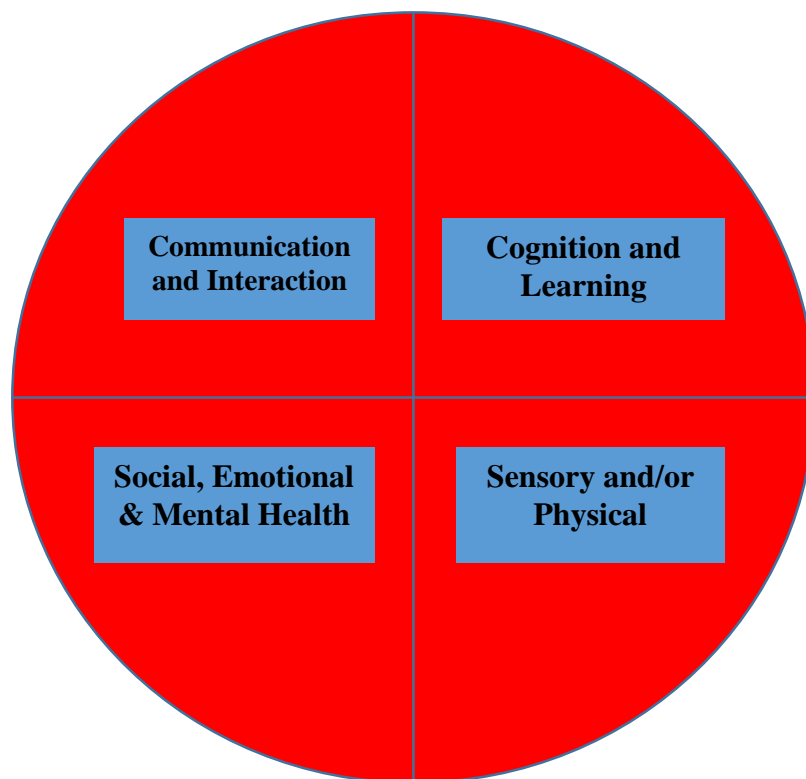 Communication
and Interaction
Cognition and
Learning
Social, Emotional
& Mental Health
Sensory and/or
Physical